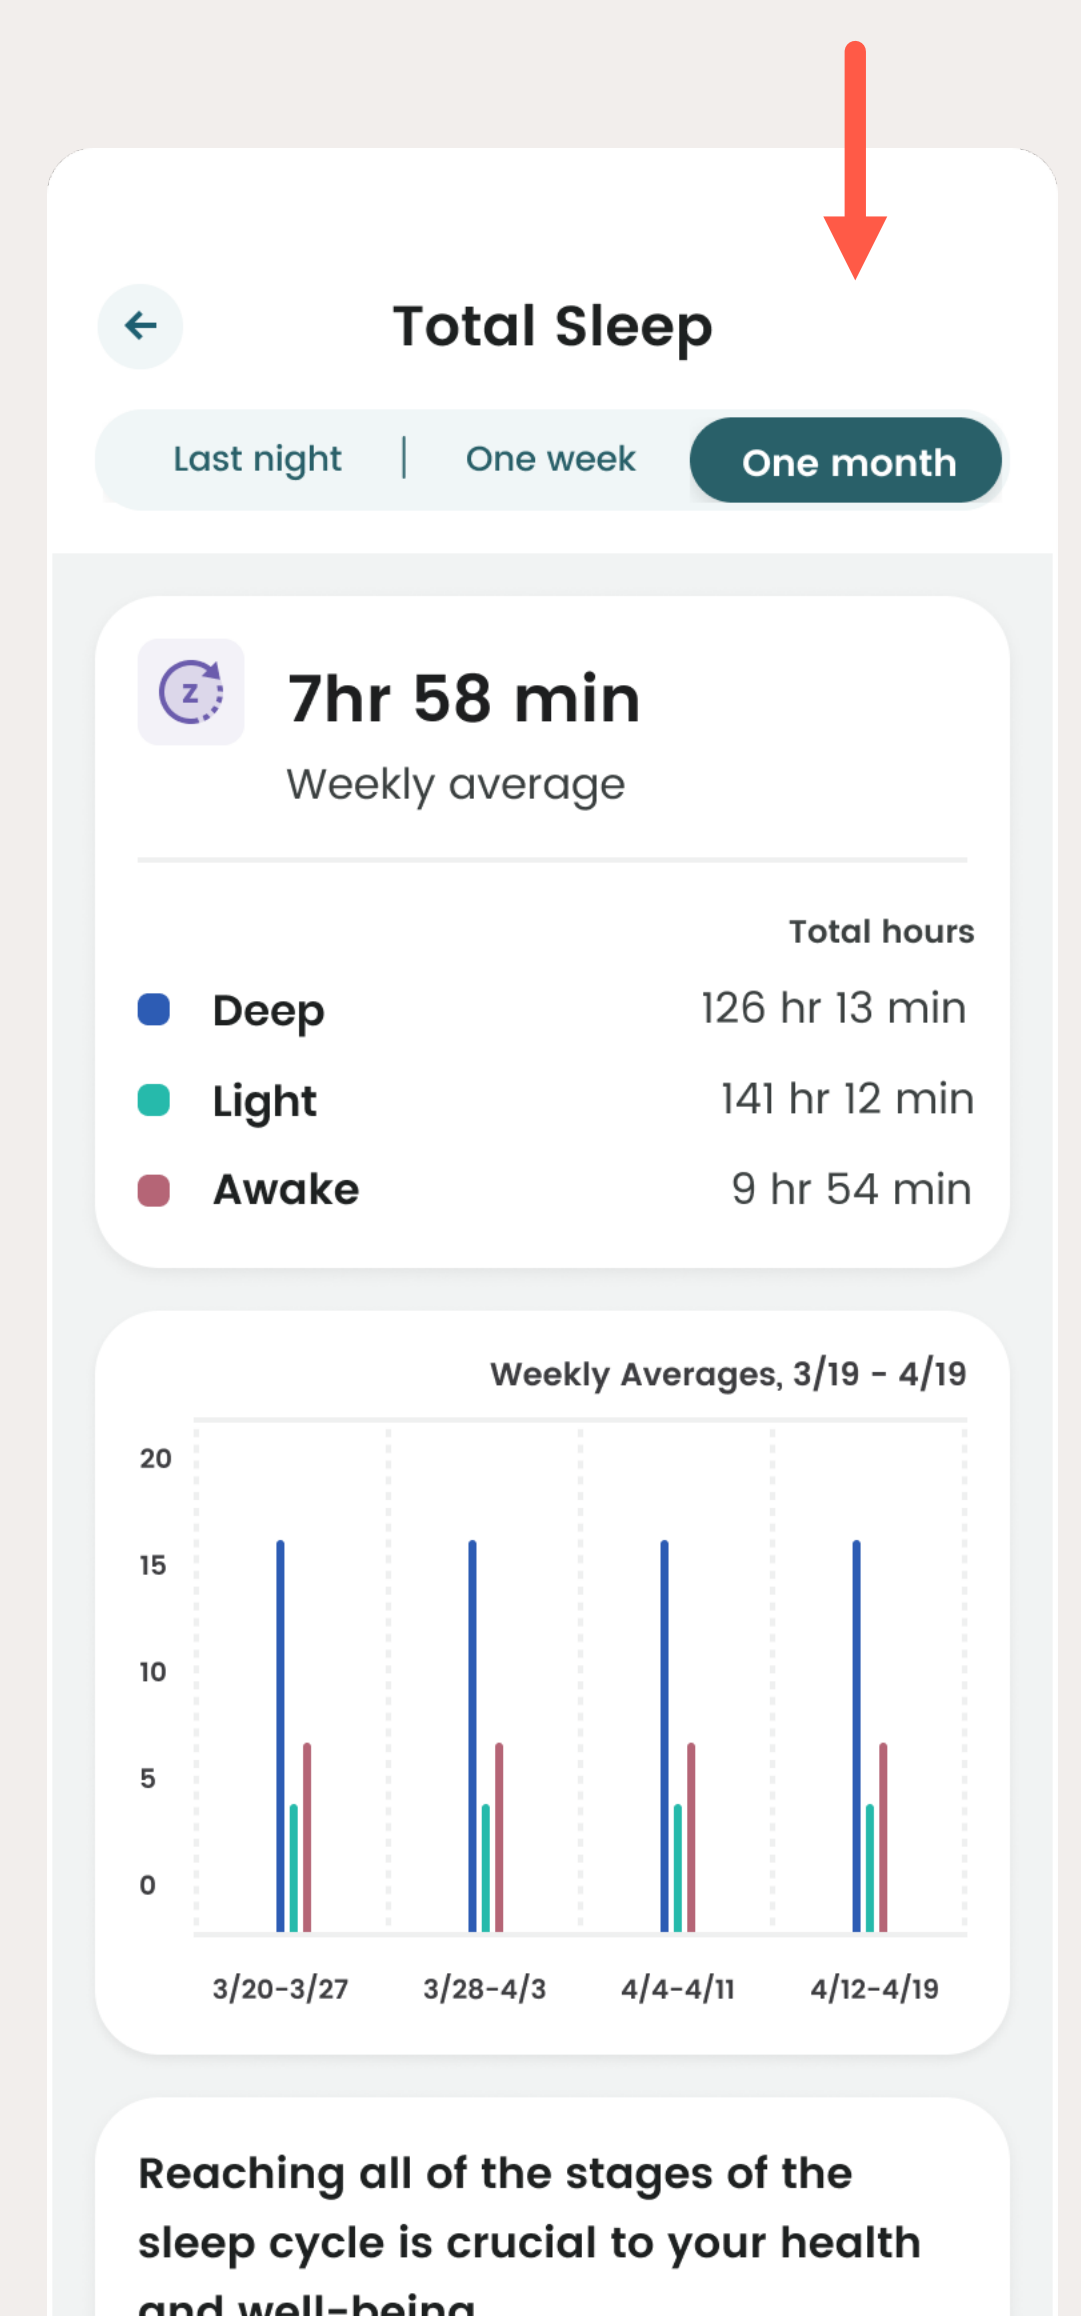 Total Sleep
Last night | One week One month
z
7hr 58 min
Weekly average
Total hours
Deep 126 hr 13 min
Light 141 hr 12 min
Awake 9 hr 54 min
Weekly Averages, 3/19 - 4/19
20
15
10
5
0
3/20-3/27 3/28-4/3 4/4-4/11 4/12-4/19
Reaching all of the stages of the
sleep cycle is crucial to your health
and well-being